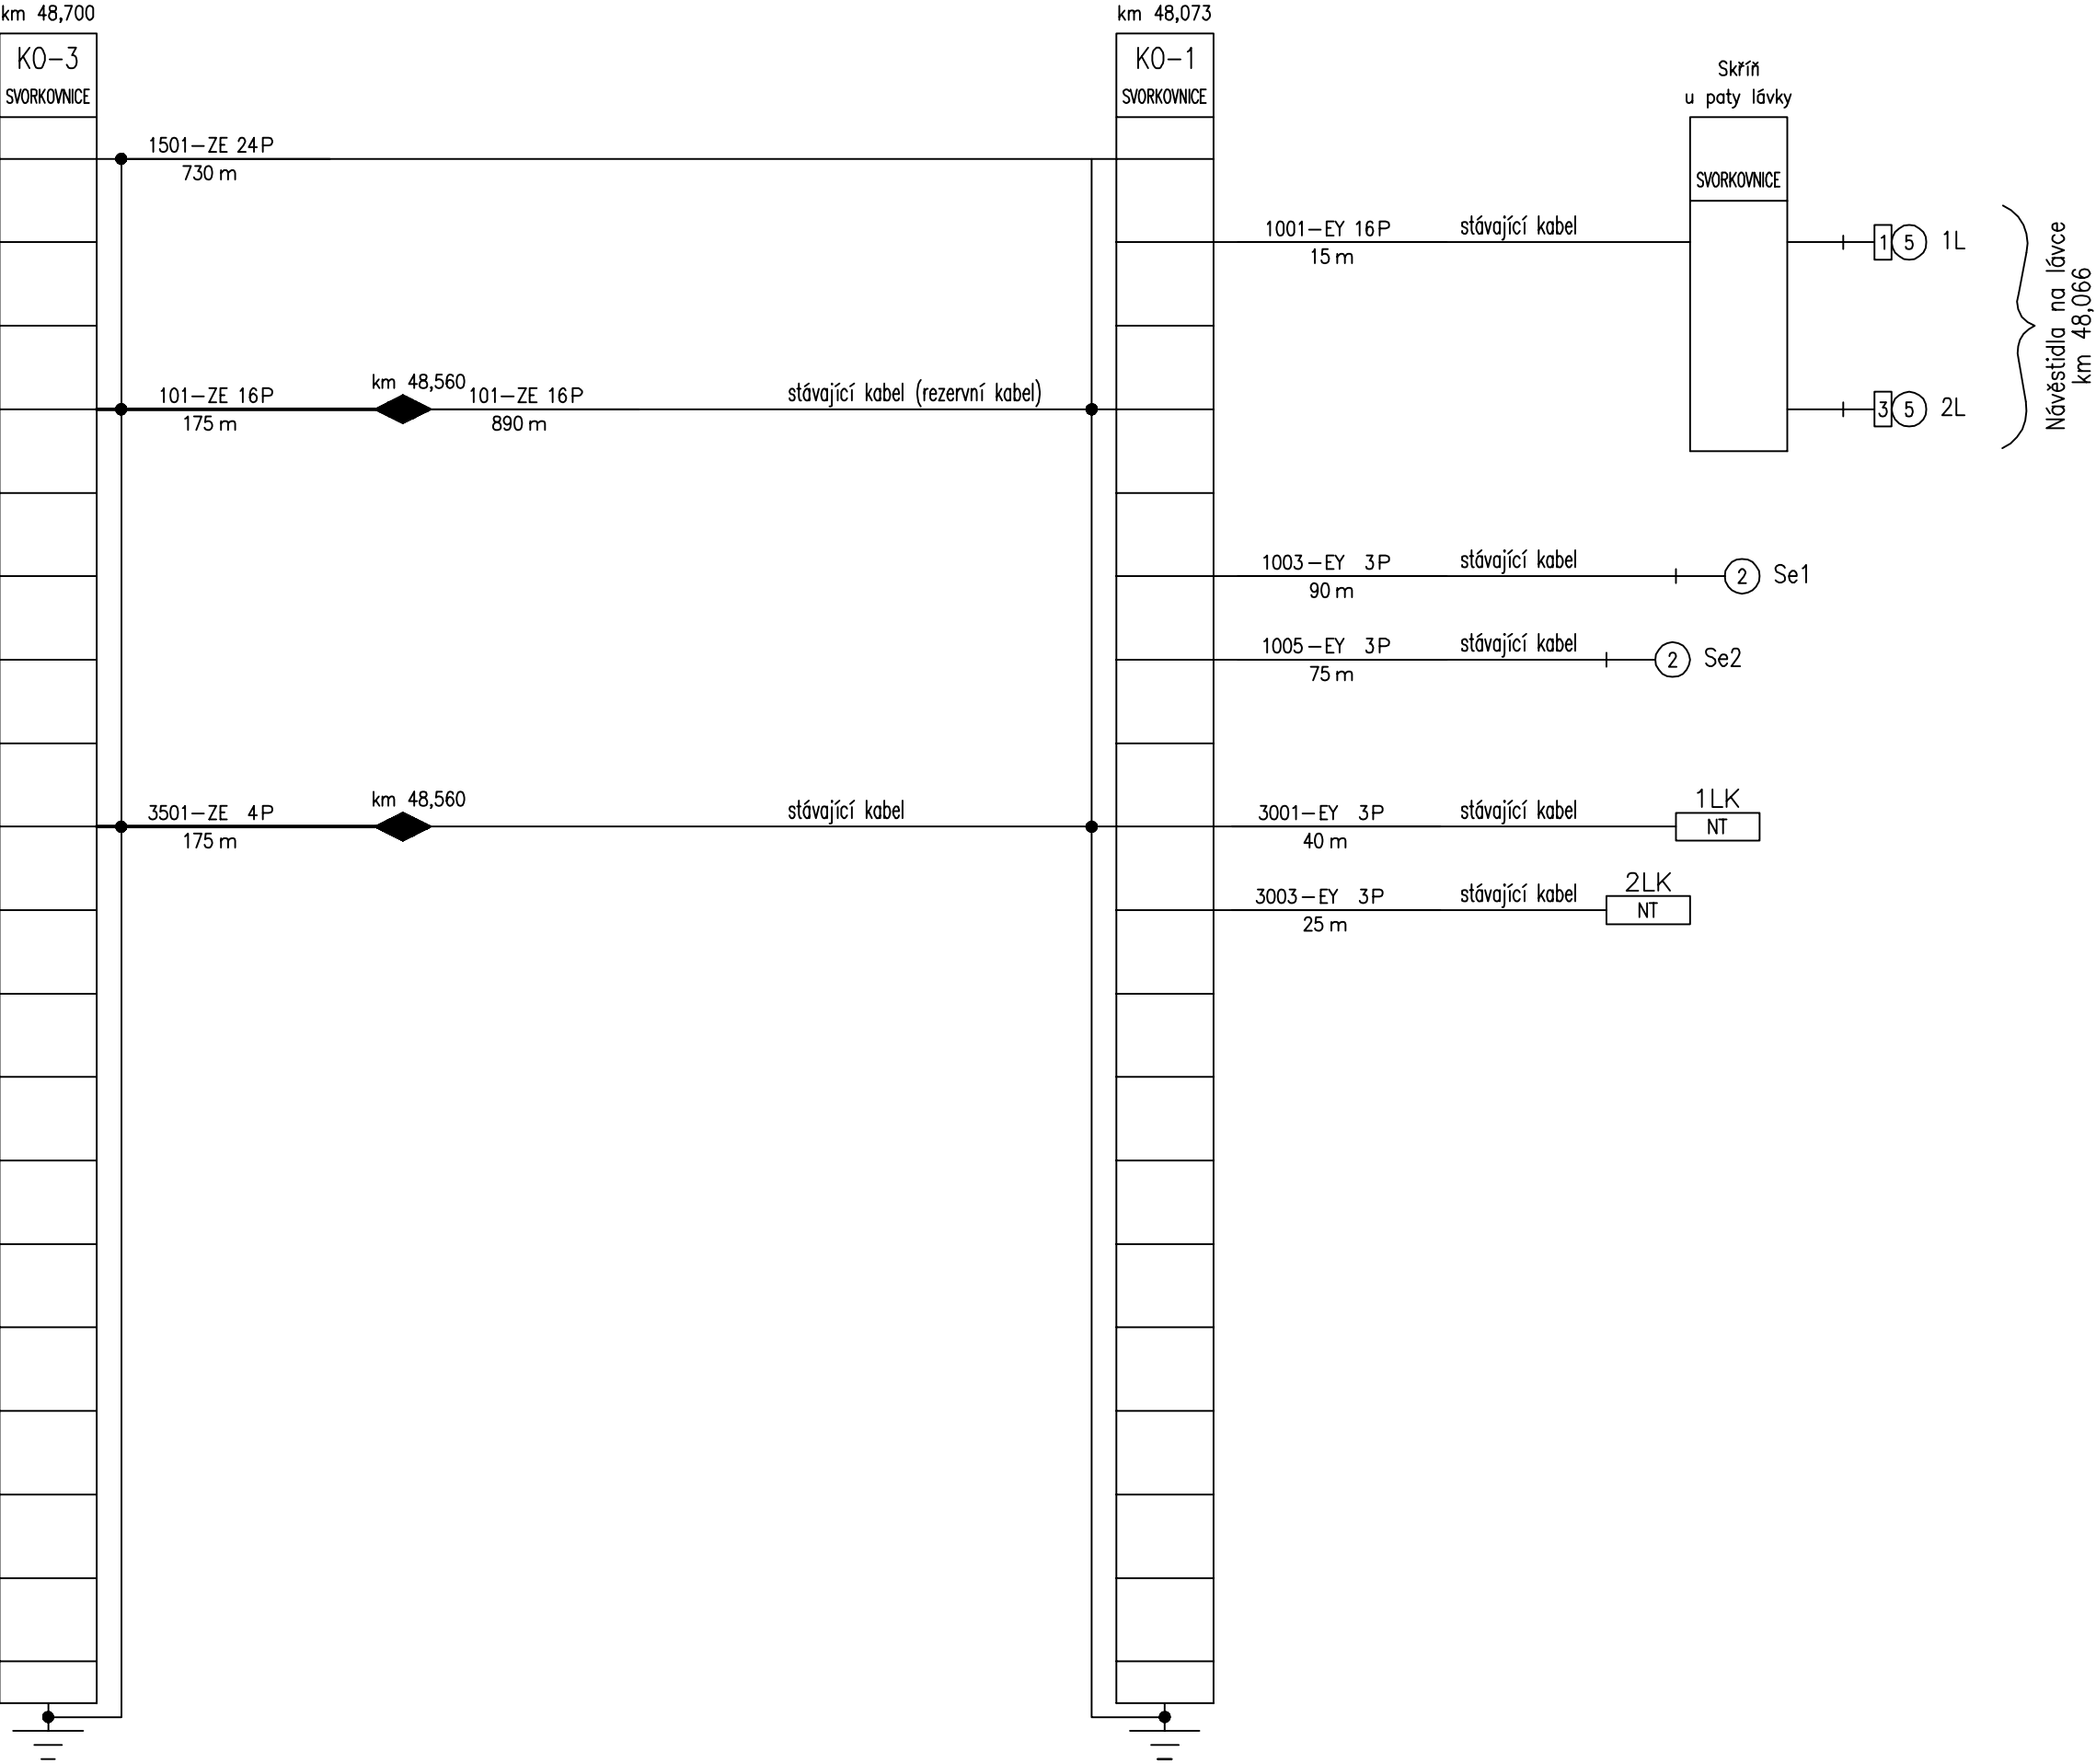 km 48,700
KO-3
SVORKOVNICE
1501-ZE 24P
730 m
101-ZE 16P
175 m
km 48,560
101-ZE 16P
890 m
stávající kabel (rezervní kabel)
3501-ZE 4P
175 m
km 48,560
stávající kabel
km 48,073
KO-1
SVORKOVNICE
1001-EY 16P
15 m
stávající kabel
Skříň
u paty lávky
SVORKOVNICE
1 5 1L
3 5 2L
Návěstidla na lávce
km 48,066
1003-EY 3P
90 m
stávající kabel
2 Se1
1005-EY 3P
75 m
stávající kabel
2 Se2
3001-EY 3P
40 m
stávající kabel
1LK
NT
3003-EY 3P
25 m
stávající kabel
2LK
NT